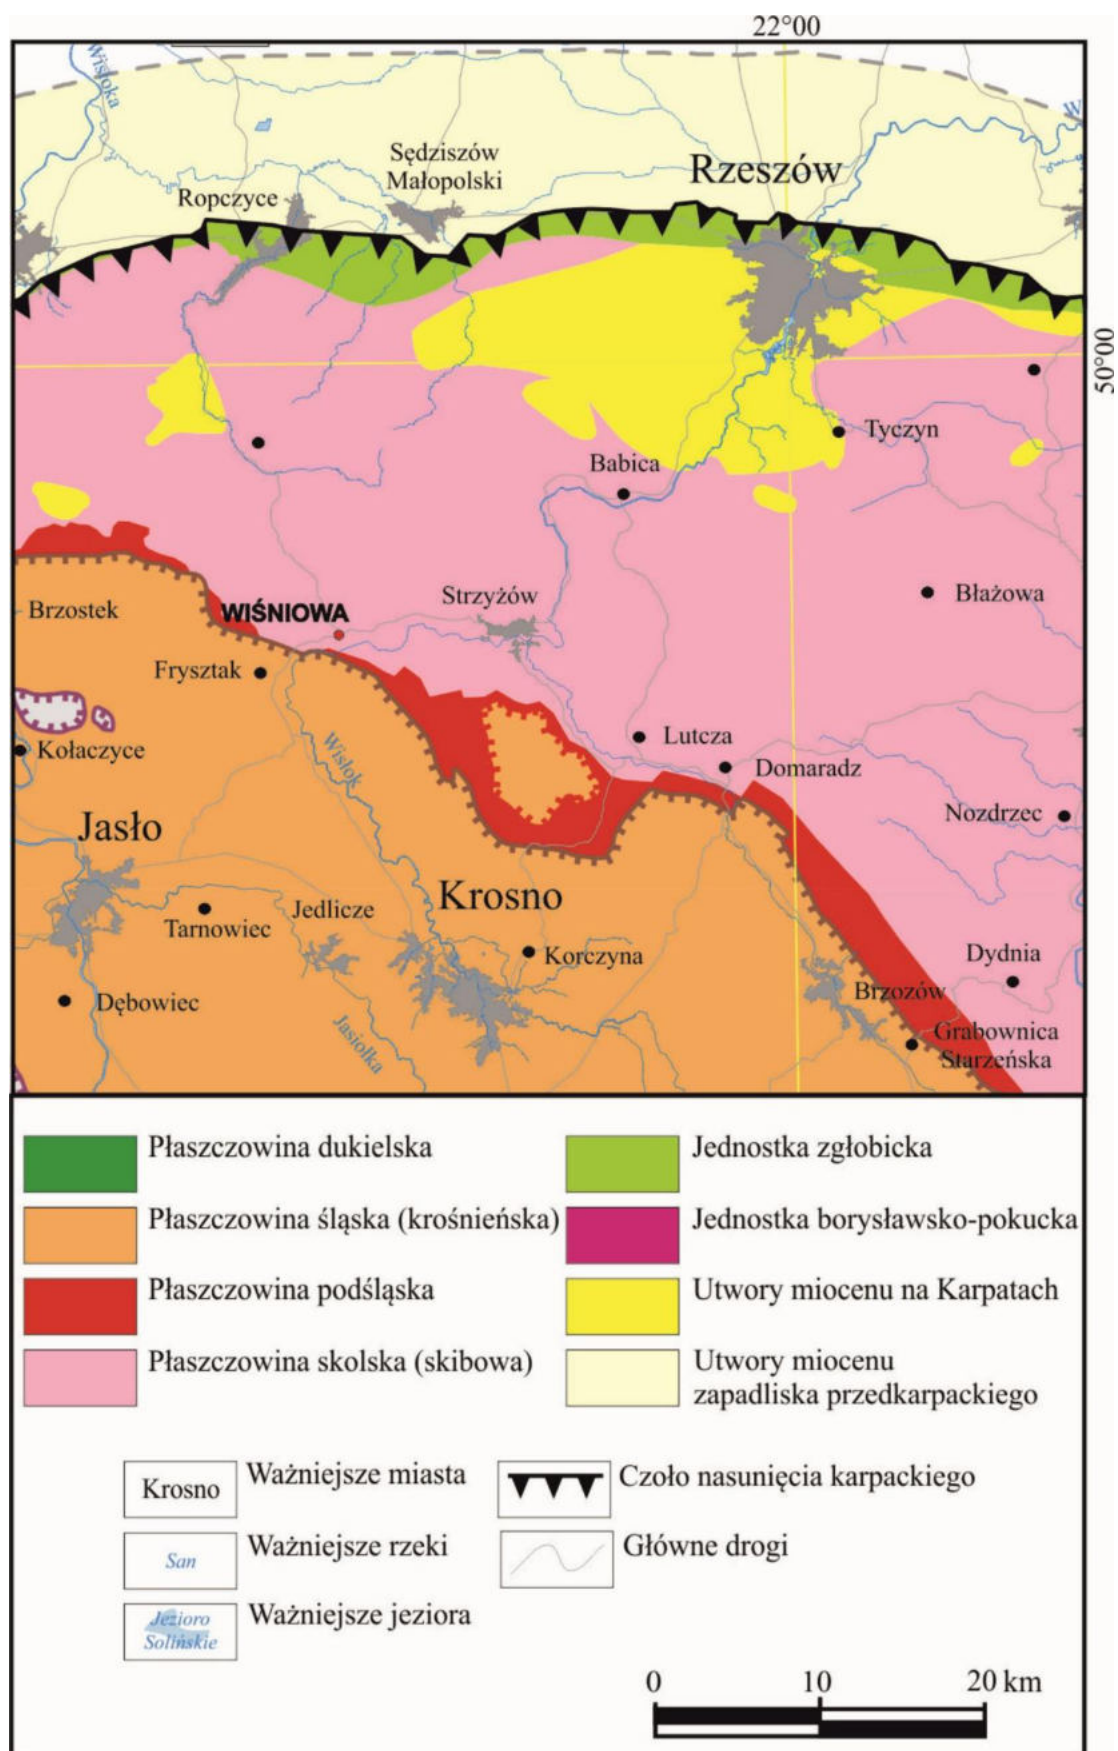 22°00
Wisłoka
W
Sędziszów
Małopolski
Rzeszów
Ropczyce
50°00
Tyczyn
Babica
Brzostek
WIŚNIOWA
Strzyżów
Błażowa
Frysztak
Kołaczyce
Wisłok
Lutcza
Domaradz
Jasło
Nozdrzec
Krosno
Jedlicze
Tarnowiec
Korczyna
Dydnia
Dębowiec
Brzozów
Jasiołka
Grabownica
Starzeńska
Płaszczowina dukielska
Płaszczowina śląska (krośnieńska)
Płaszczowina podśląska
Płaszczowina skolska (skibowa)
Jednostka zgłobicka
Jednostka borysławsko-pokucka
Utwory miocenu na Karpatach
Utwory miocenu
zapadliska przedkarpackiego
Krosno
Ważniejsze miasta
San
Ważniejsze rzeki
Jezioro
Solińskie
Ważniejsze jeziora
Czoło nasunięcia karpackiego
Główne drogi
0 10 20 km